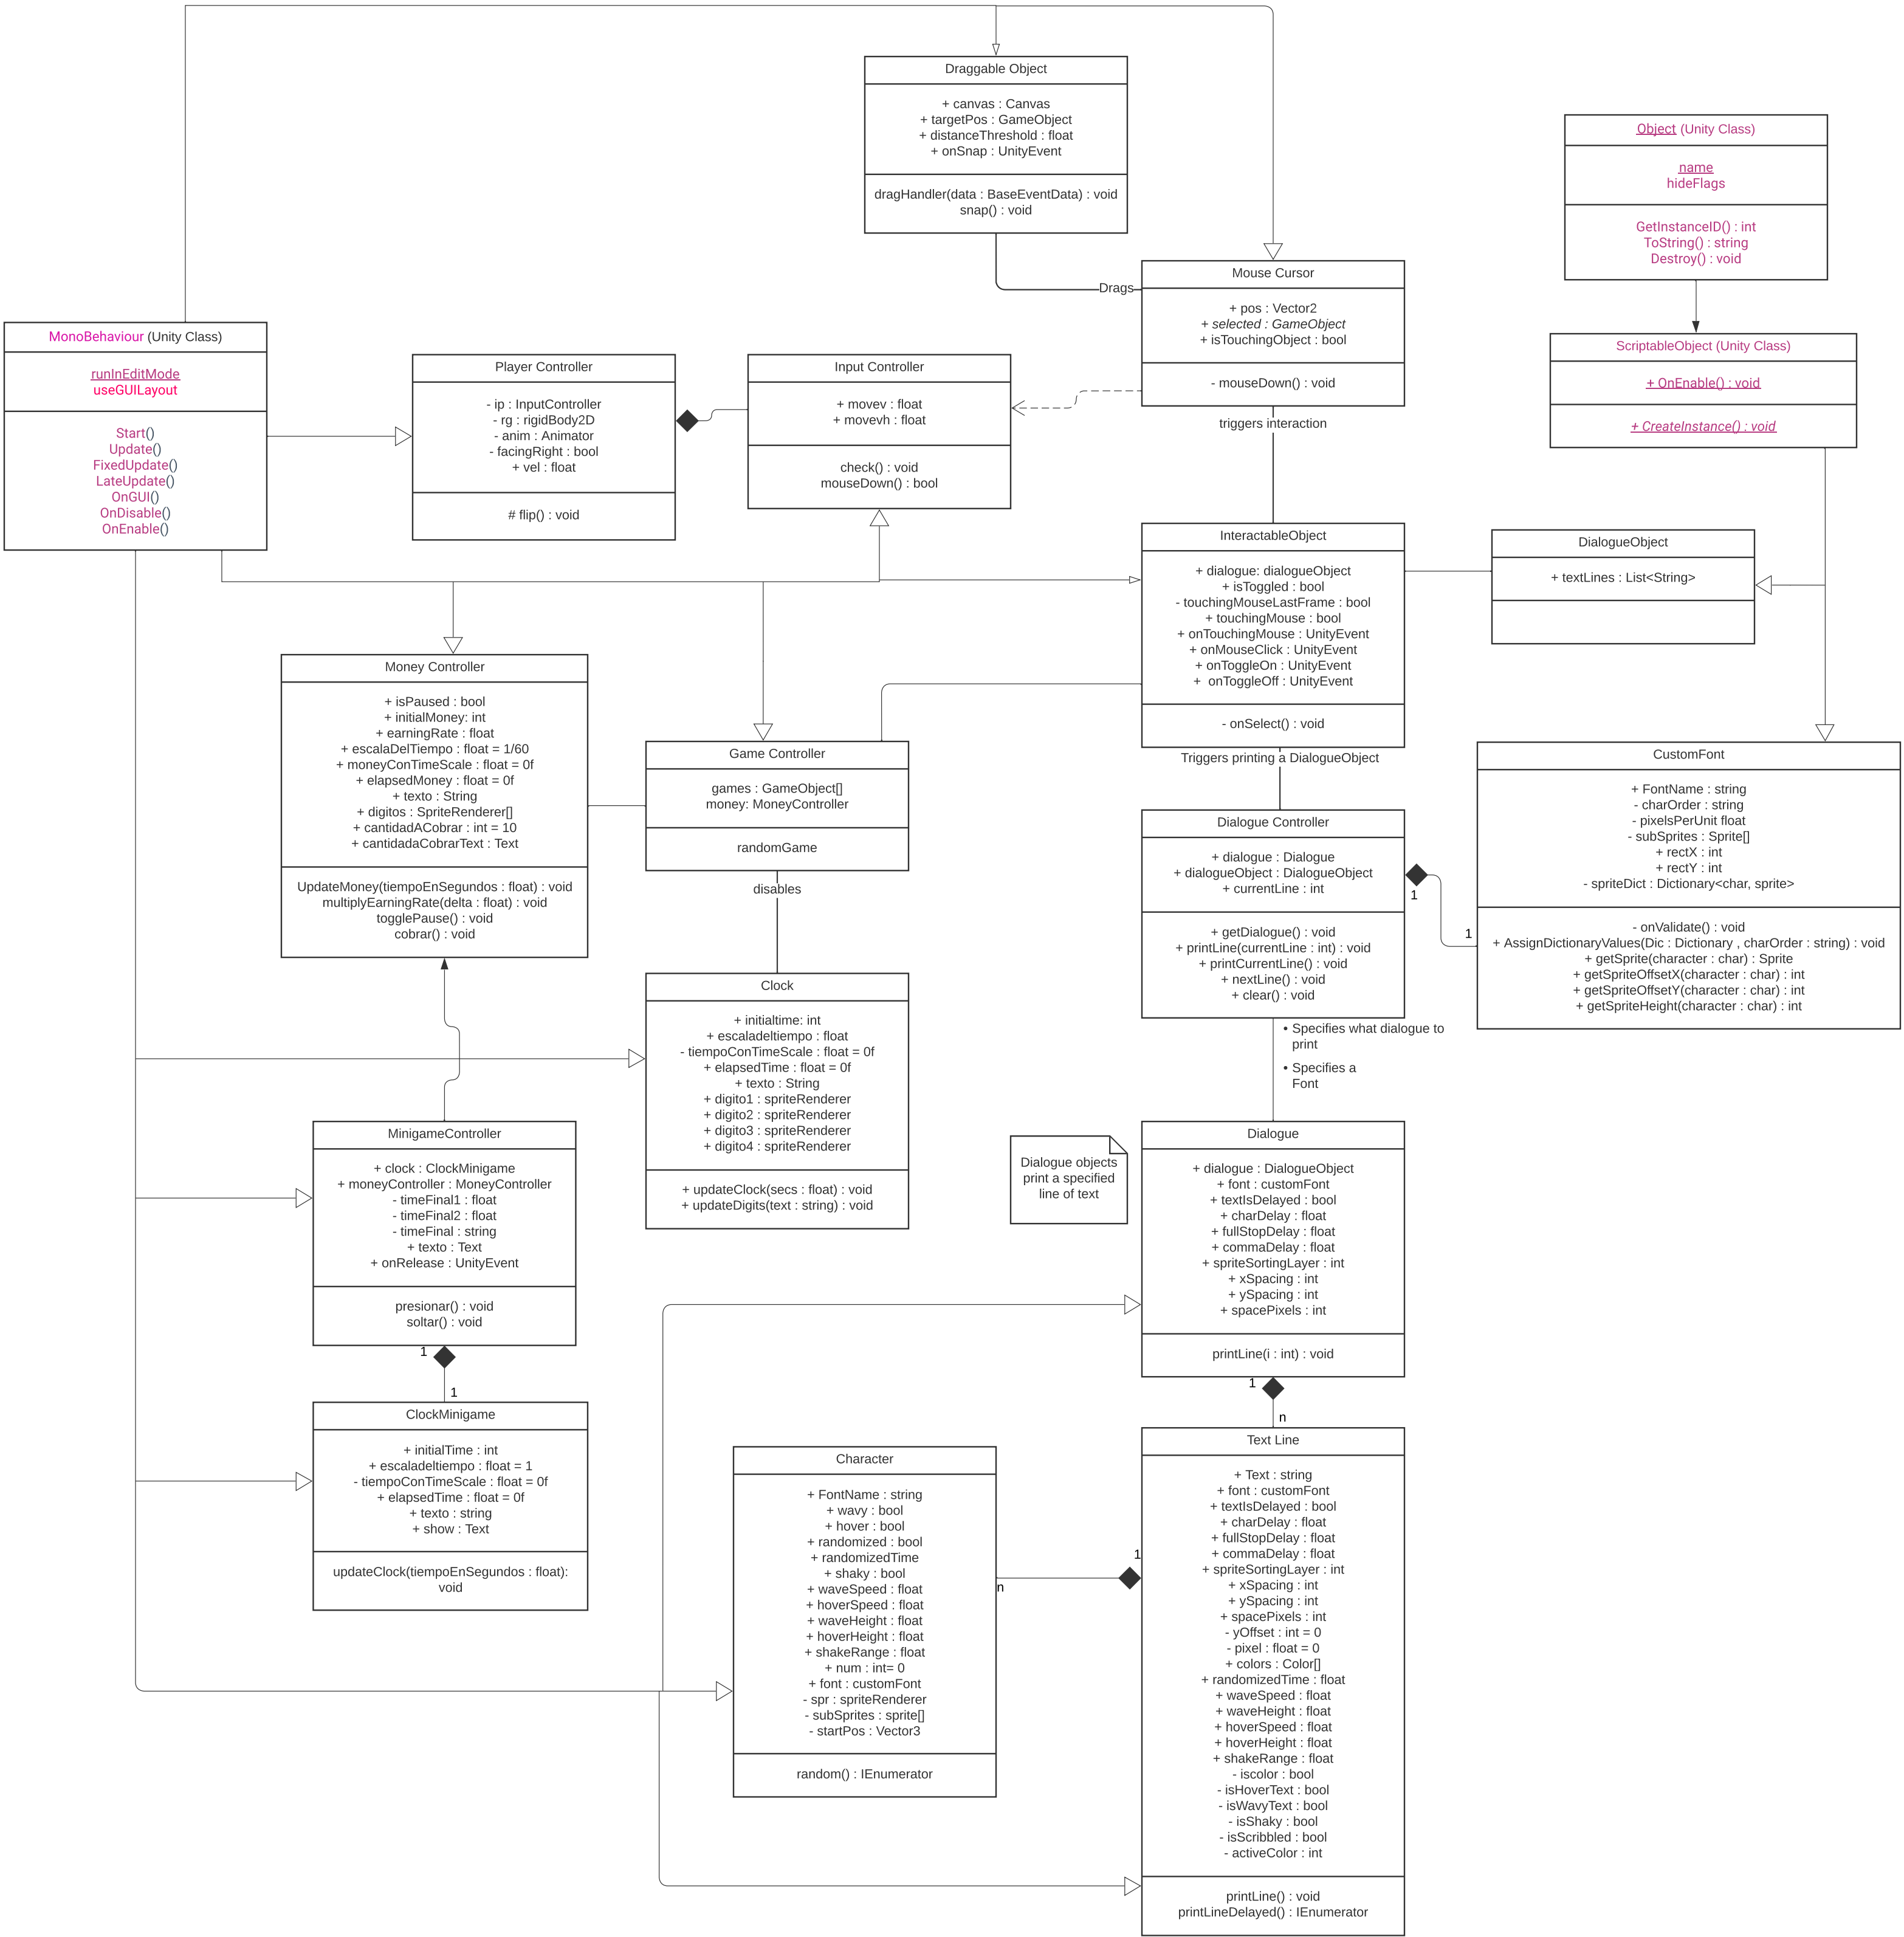 Draggable Object
+ canvas : Canvas
+ targetPos : GameObject
+ distanceThreshold : float
+ onSnap : UnityEvent
dragHandler(data : BaseEventData) : void
snap() : void
Object (Unity Class)
name
hideFlags
GetInstanceID() : int
ToString() : string
Destroy() : void
Drags
Mouse Cursor
+ pos : Vector2
+ selected : GameObject
+ isTouchingObject : bool
- mouseDown() : void
MonoBehaviour (Unity Class)
runInEditMode
useGUILayout
Start()
Update()
FixedUpdate()
LateUpdate()
OnGUI()
OnDisable()
OnEnable()
Player Controller
- ip : InputController
- rg : rigidBody2D
- anim : Animator
- facingRight : bool
+ vel : float
# flip() : void
Input Controller
+ movev : float
+ movevh : float
check() : void
mouseDown() : bool
ScriptableObject (Unity Class)
+ OnEnable() : void
+ CreateInstance() : void
triggers interaction
InteractableObject
+ dialogue: dialogueObject
+ isToggled : bool
- touchingMouseLastFrame : bool
+ touchingMouse : bool
+ onTouchingMouse : UnityEvent
+ onMouseClick : UnityEvent
+ onToggleOn : UnityEvent
+  onToggleOff : UnityEvent
- onSelect() : void
DialogueObject
+ textLines : List<String>
Money Controller
+ isPaused : bool
+ initialMoney: int
+ earningRate : float
+ escalaDelTiempo : float = 1/60
+ moneyConTimeScale : float = 0f
+ elapsedMoney : float = 0f
+ texto : String
+ digitos : SpriteRenderer[]
+ cantidadACobrar : int = 10
+ cantidadaCobrarText : Text
UpdateMoney(tiempoEnSegundos : float) : void
multiplyEarningRate(delta : float) : void
togglePause() : void
cobrar() : void
Game Controller
games : GameObject[]
money: MoneyController
randomGame
disables
Triggers printing a DialogueObject
Dialogue Controller
+ dialogue : Dialogue
+ dialogueObject : DialogueObject
+ currentLine : int
+ getDialogue() : void
+ printLine(currentLine : int) : void
+ printCurrentLine() : void
+ nextLine() : void
+ clear() : void
1
1
CustomFont
+ FontName : string
- charOrder : string
- pixelsPerUnit float
- subSprites : Sprite[]
+ rectX : int
+ rectY : int
- spriteDict : Dictionary<char, sprite>
- onValidate() : void
+ AssignDictionaryValues(Dic : Dictionary , charOrder : string) : void
+ getSprite(character : char) : Sprite
+ getSpriteOffsetX(character : char) : int
+ getSpriteOffsetY(character : char) : int
+ getSpriteHeight(character : char) : int
Clock
+ initialtime: int
+ escaladeltiempo : float
- tiempoConTimeScale : float = 0f
+ elapsedTime : float = 0f
+ texto : String
+ digito1 : spriteRenderer
+ digito2 : spriteRenderer
+ digito3 : spriteRenderer
+ digito4 : spriteRenderer
+ updateClock(secs : float) : void
+ updateDigits(text : string) : void
• Specifies what dialogue to
print
• Specifies a
Font
MinigameController
+ clock : ClockMinigame
+ moneyController : MoneyController
- timeFinal1 : float
- timeFinal2 : float
- timeFinal : string
+ texto : Text
+ onRelease : UnityEvent
presionar() : void
soltar() : void
1
1
Dialogue objects
print a specified
line of text
Dialogue
+ dialogue : DialogueObject
+ font : customFont
+ textIsDelayed : bool
+ charDelay : float
+ fullStopDelay : float
+ commaDelay : float
+ spriteSortingLayer : int
+ xSpacing : int
+ ySpacing : int
+ spacePixels : int
printLine(i : int) : void
1
n
ClockMinigame
+ initialTime : int
+ escaladeltiempo : float = 1
- tiempoConTimeScale : float = 0f
+ elapsedTime : float = 0f
+ texto : string
+ show : Text
updateClock(tiempoEnSegundos : float):
void
Character
+ FontName : string
+ wavy : bool
+ hover : bool
+ randomized : bool
+ randomizedTime
+ shaky : bool
+ waveSpeed : float
+ hoverSpeed : float
+ waveHeight : float
+ hoverHeight : float
+ shakeRange : float
+ num : int= 0
+ font : customFont
- spr : spriteRenderer
- subSprites : sprite[]
- startPos : Vector3
random() : IEnumerator
n
1
Text Line
+ Text : string
+ font : customFont
+ textIsDelayed : bool
+ charDelay : float
+ fullStopDelay : float
+ commaDelay : float
+ spriteSortingLayer : int
+ xSpacing : int
+ ySpacing : int
+ spacePixels : int
- yOffset : int = 0
- pixel : float = 0
+ colors : Color[]
+ randomizedTime : float
+ waveSpeed : float
+ waveHeight : float
+ hoverSpeed : float
+ hoverHeight : float
+ shakeRange : float
- iscolor : bool
- isHoverText : bool
- isWavyText : bool
- isShaky : bool
- isScribbled : bool
- activeColor : int
printLine() : void
printLineDelayed() : IEnumerator